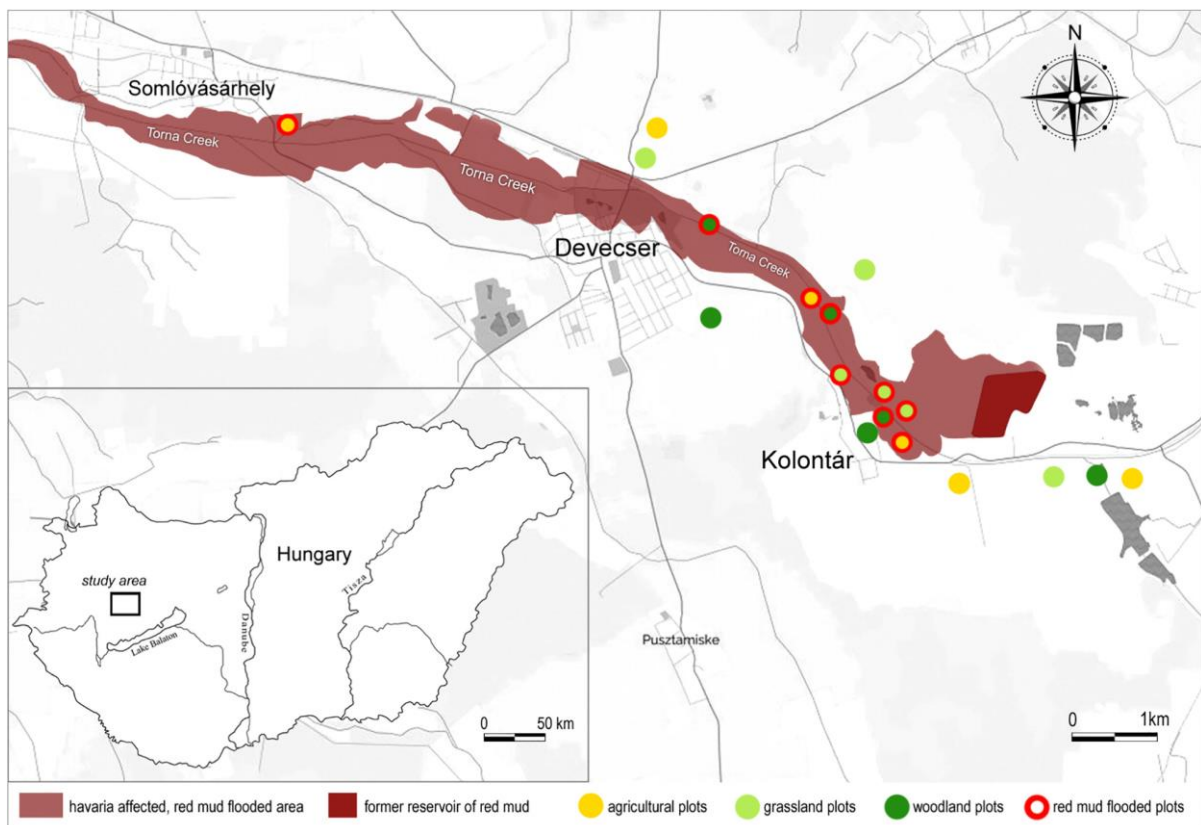 N
Somlóvásárhely
Torna Creek
Torna Creek
Devecser
Torna Creek
Kolontár
Hungary
study area
Tisza
Danube
Lake Balaton
Pusztamiske
0 50 km
0 1km
havaria affected, red mud flooded area
former reservoir of red mud
agricultural plots
grassland plots
woodland plots
red mud flooded plots